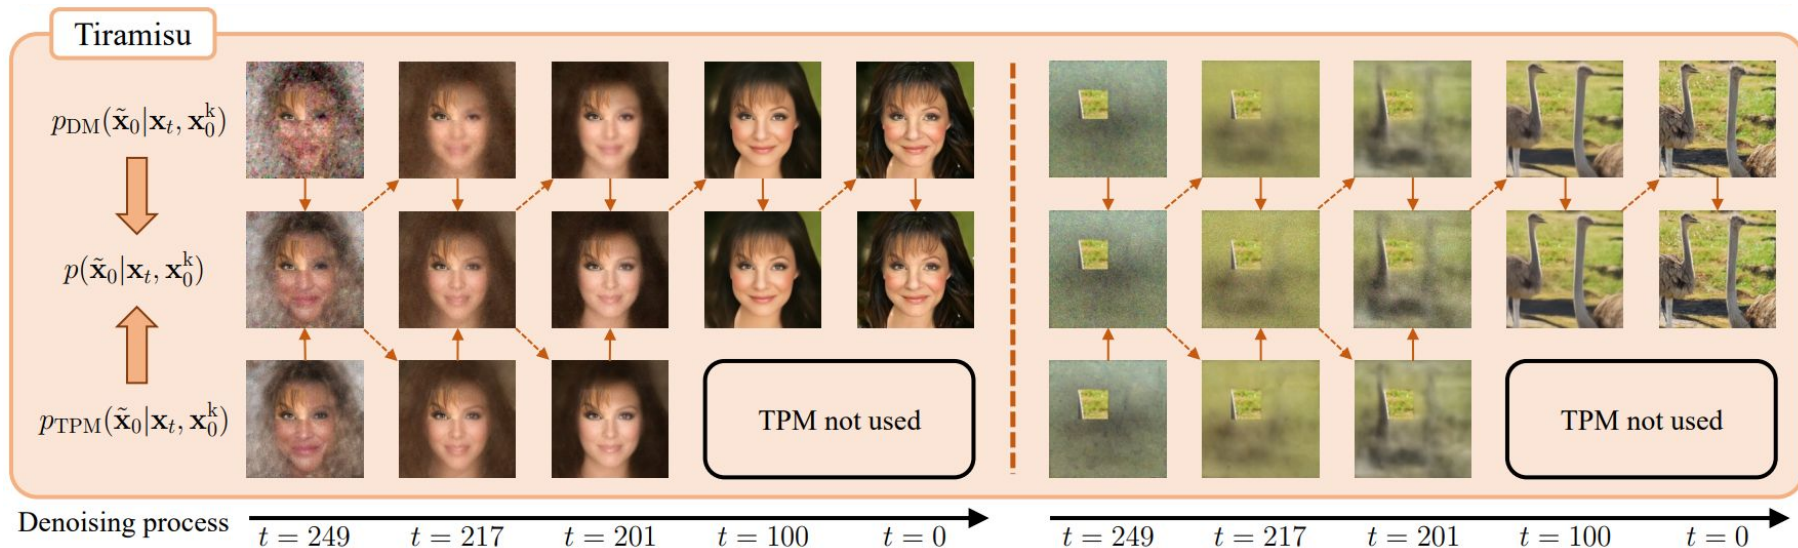 Tiramisu
p_DM(x̃_0|x_t, x_0^k)
p(x̃_0|x_t, x_0^k)
p_TPM(x̃_0|x_t, x_0^k)
TPM not used
TPM not used
Denoising process
t = 249
t = 217
t = 201
t = 100
t = 0
t = 249
t = 217
t = 201
t = 100
t = 0